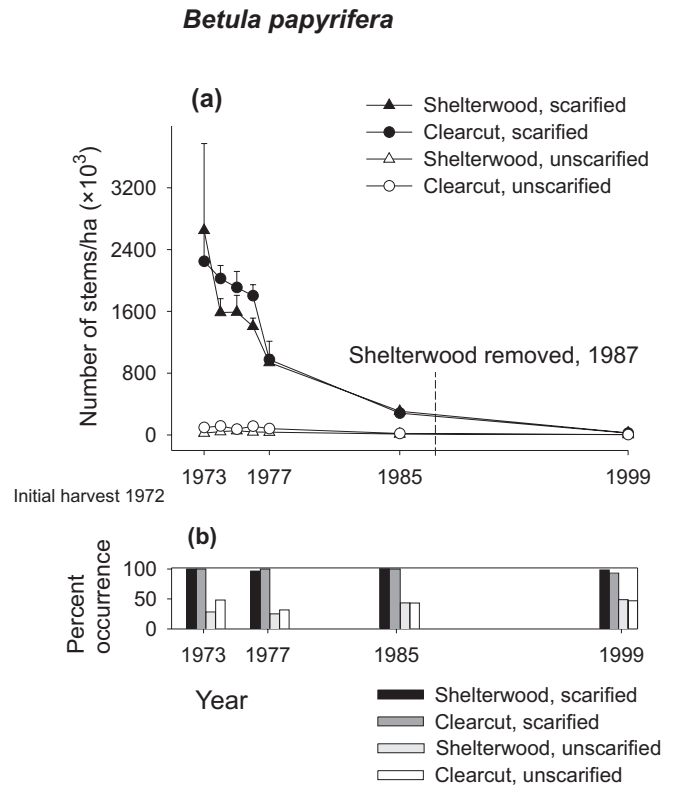 Betula papyrifera
(a)
Shelterwood, scarified
Clearcut, scarified
Shelterwood, unscarified
Clearcut, unscarified
Number of stems/ha (×10³)
3200
2400
1600
800
0
Shelterwood removed, 1987
1973
1977
1985
1999
Initial harvest 1972
(b)
Percent
occurrence
100
50
0
1973
1977
1985
1999
Year
Shelterwood, scarified
Clearcut, scarified
Shelterwood, unscarified
Clearcut, unscarified